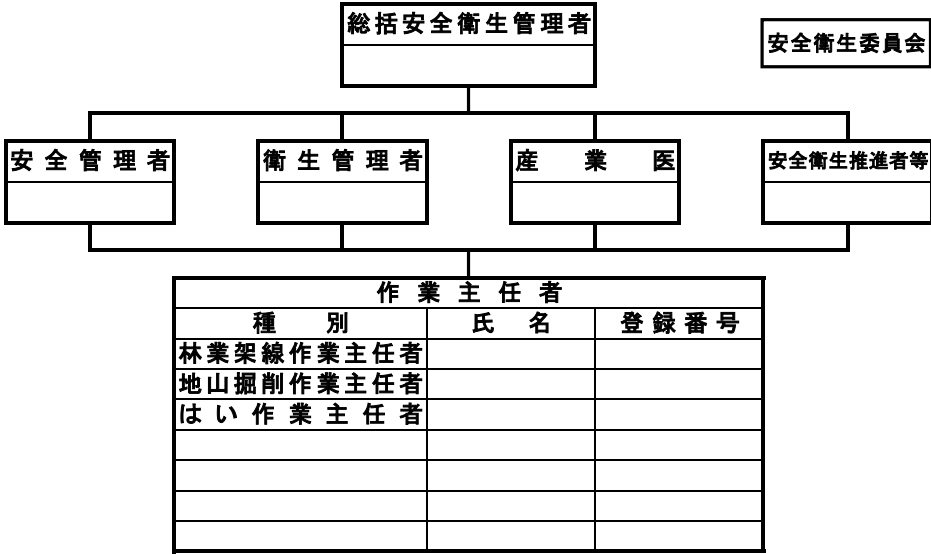 総括安全衛生管理者
安全衛生委員会
安全管理者
衛生管理者
産業医
安全衛生推進者等
作業主任者
種別 氏名 登録番号
林業架線作業主任者
地山掘削作業主任者
はい作業主任者